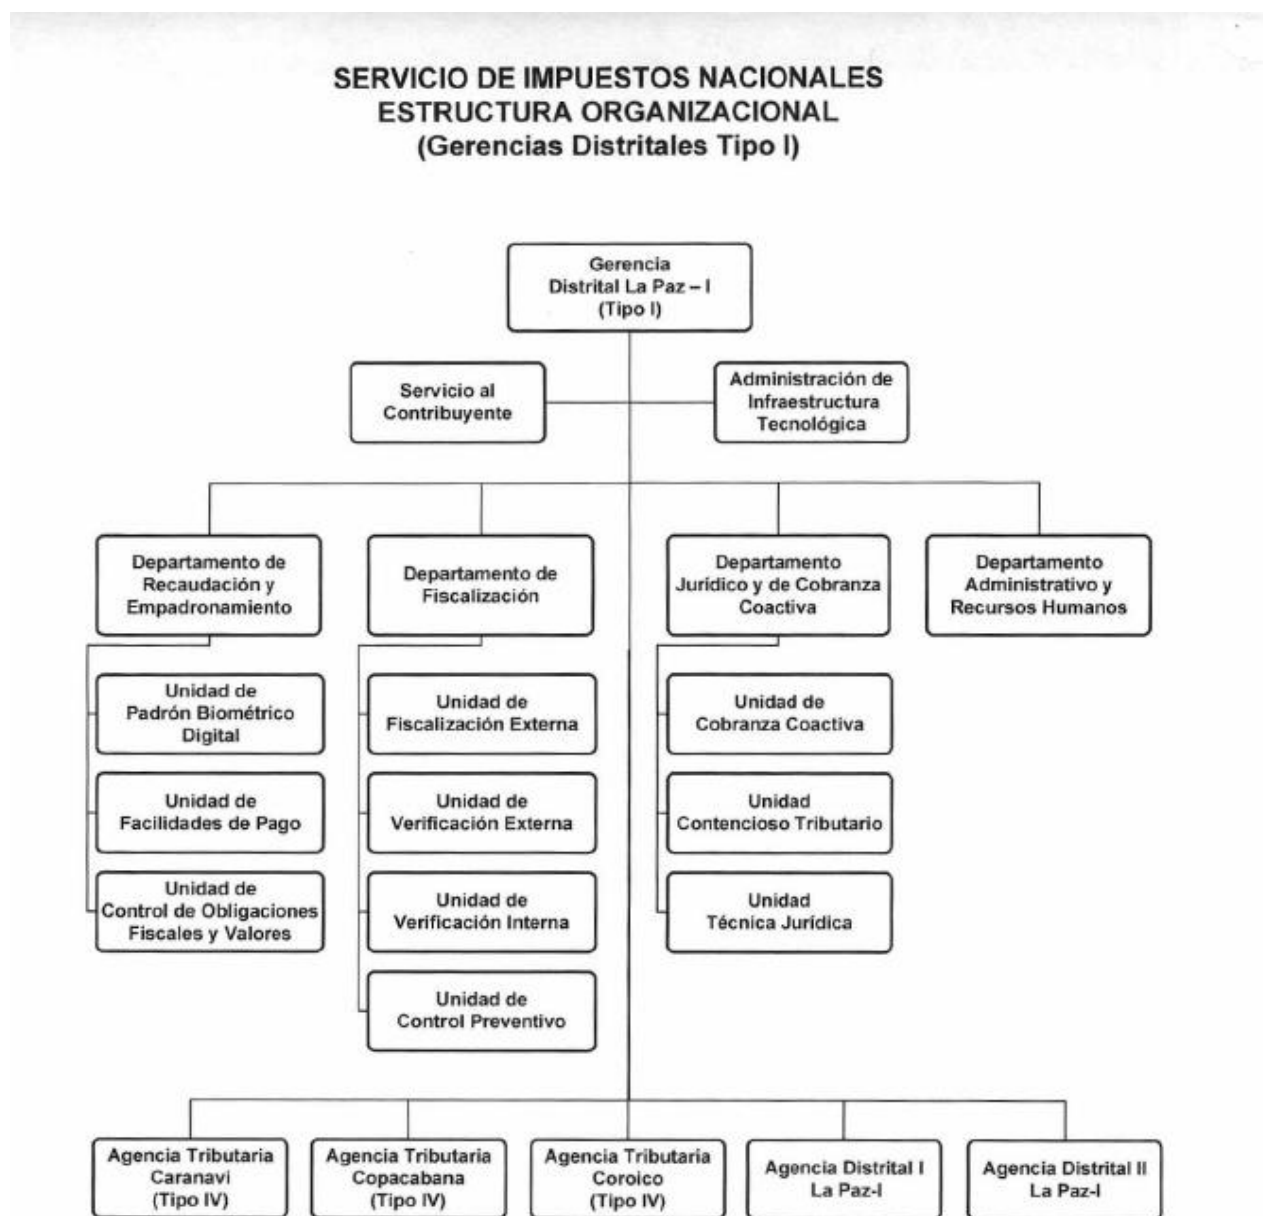 SERVICIO DE IMPUESTOS NACIONALES
ESTRUCTURA ORGANIZACIONAL
(Gerencias Distritales Tipo I)
Gerencia
Distrital La Paz – I
(Tipo I)
Servicio al
Contribuyente
Administración de
Infraestructura
Tecnológica
Departamento de
Recaudación y
Empadronamiento
Departamento de
Fiscalización
Departamento
Jurídico y de Cobranza
Coactiva
Departamento
Administrativo y
Recursos Humanos
Unidad de
Padrón Biométrico
Digital
Unidad de
Facilidades de Pago
Unidad de
Control de Obligaciones
Fiscales y Valores
Unidad de
Fiscalización Externa
Unidad de
Verificación Externa
Unidad de
Verificación Interna
Unidad de
Control Preventivo
Unidad de
Cobranza Coactiva
Unidad
Contencioso Tributario
Unidad
Técnica Jurídica
Agencia Tributaria
Caranavi
(Tipo IV)
Agencia Tributaria
Copacabana
(Tipo IV)
Agencia Tributaria
Coroico
(Tipo IV)
Agencia Distrital I
La Paz-I
Agencia Distrital II
La Paz-I